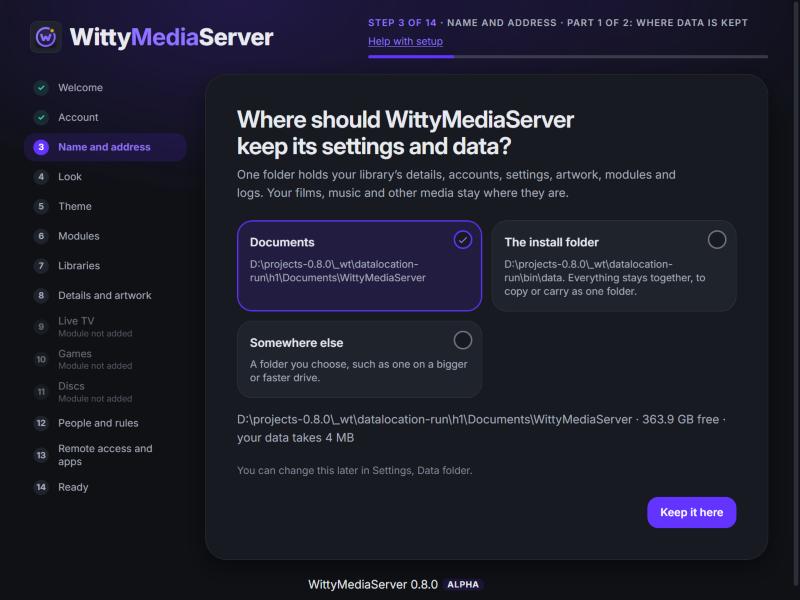 WittyMediaServer
STEP 3 OF 14 · NAME AND ADDRESS · PART 1 OF 2: WHERE DATA IS KEPT
Help with setup
Welcome
Account
3 Name and address
4 Look
5 Theme
6 Modules
7 Libraries
8 Details and artwork
9 Live TV
Module not added
10 Games
Module not added
11 Discs
Module not added
12 People and rules
13 Remote access and
apps
14 Ready
Where should WittyMediaServer
keep its settings and data?
One folder holds your library’s details, accounts, settings, artwork, modules and
logs. Your films, music and other media stay where they are.
Documents
D:\projects-0.8.0\_wt\datalocation-
run\h1\Documents\WittyMediaServer
The install folder
D:\projects-0.8.0\_wt\datalocation-
run\bin\data. Everything stays together, to
copy or carry as one folder.
Somewhere else
A folder you choose, such as one on a bigger
or faster drive.
D:\projects-0.8.0\_wt\datalocation-run\h1\Documents\WittyMediaServer · 363.9 GB free ·
your data takes 4 MB
You can change this later in Settings, Data folder.
Keep it here
WittyMediaServer 0.8.0 ALPHA